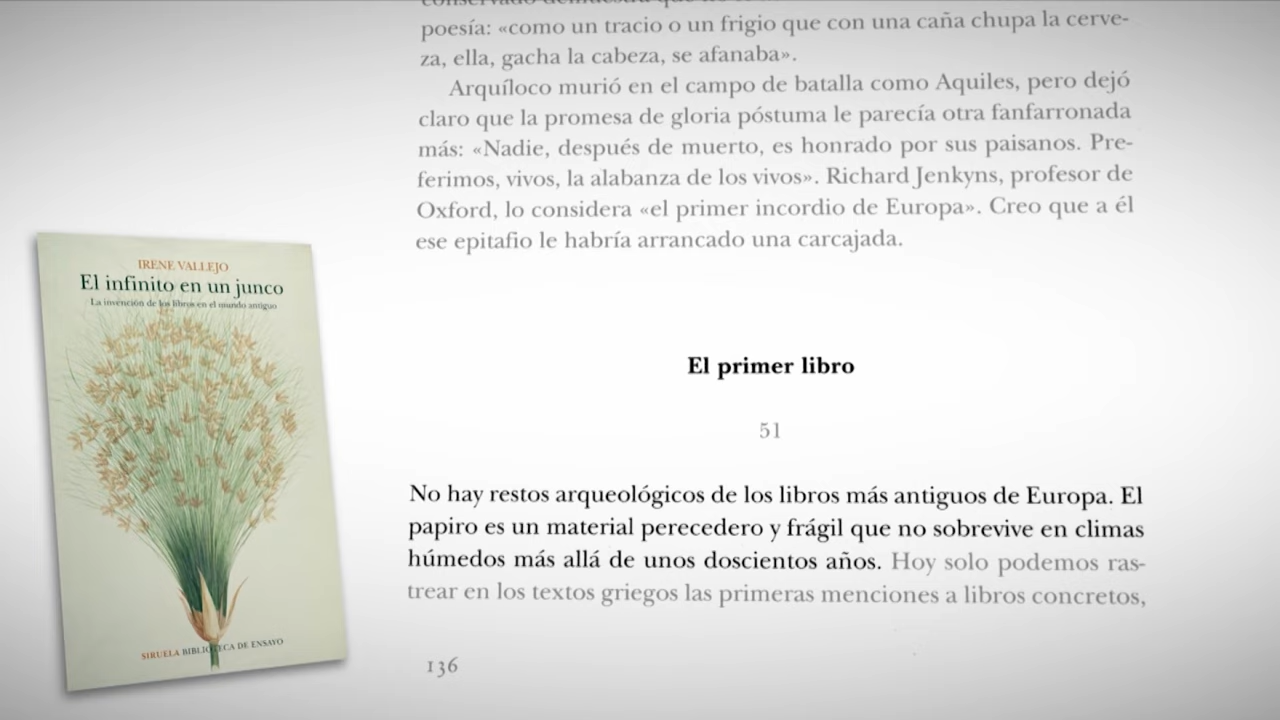 IRENE VALLEJO
El infinito en un junco
La invención de los libros en el mundo antiguo
SIRUELA BIBLIOTECA DE ENSAYO
poesía: «como un tracio o un frigio que con una caña chupa la cerve-
za, ella, gacha la cabeza, se afanaba».
Arquíloco murió en el campo de batalla como Aquiles, pero dejó
claro que la promesa de gloria póstuma le parecía otra fanfarronada
más: «Nadie, después de muerto, es honrado por sus paisanos. Pre-
ferimos, vivos, la alabanza de los vivos». Richard Jenkyns, profesor de
Oxford, lo considera «el primer incordio de Europa». Creo que a él
ese epitafio le habría arrancado una carcajada.
El primer libro
51
No hay restos arqueológicos de los libros más antiguos de Europa. El
papiro es un material perecedero y frágil que no sobrevive en climas
húmedos más allá de unos doscientos años. Hoy solo podemos ras-
trear en los textos griegos las primeras menciones a libros concretos,
136